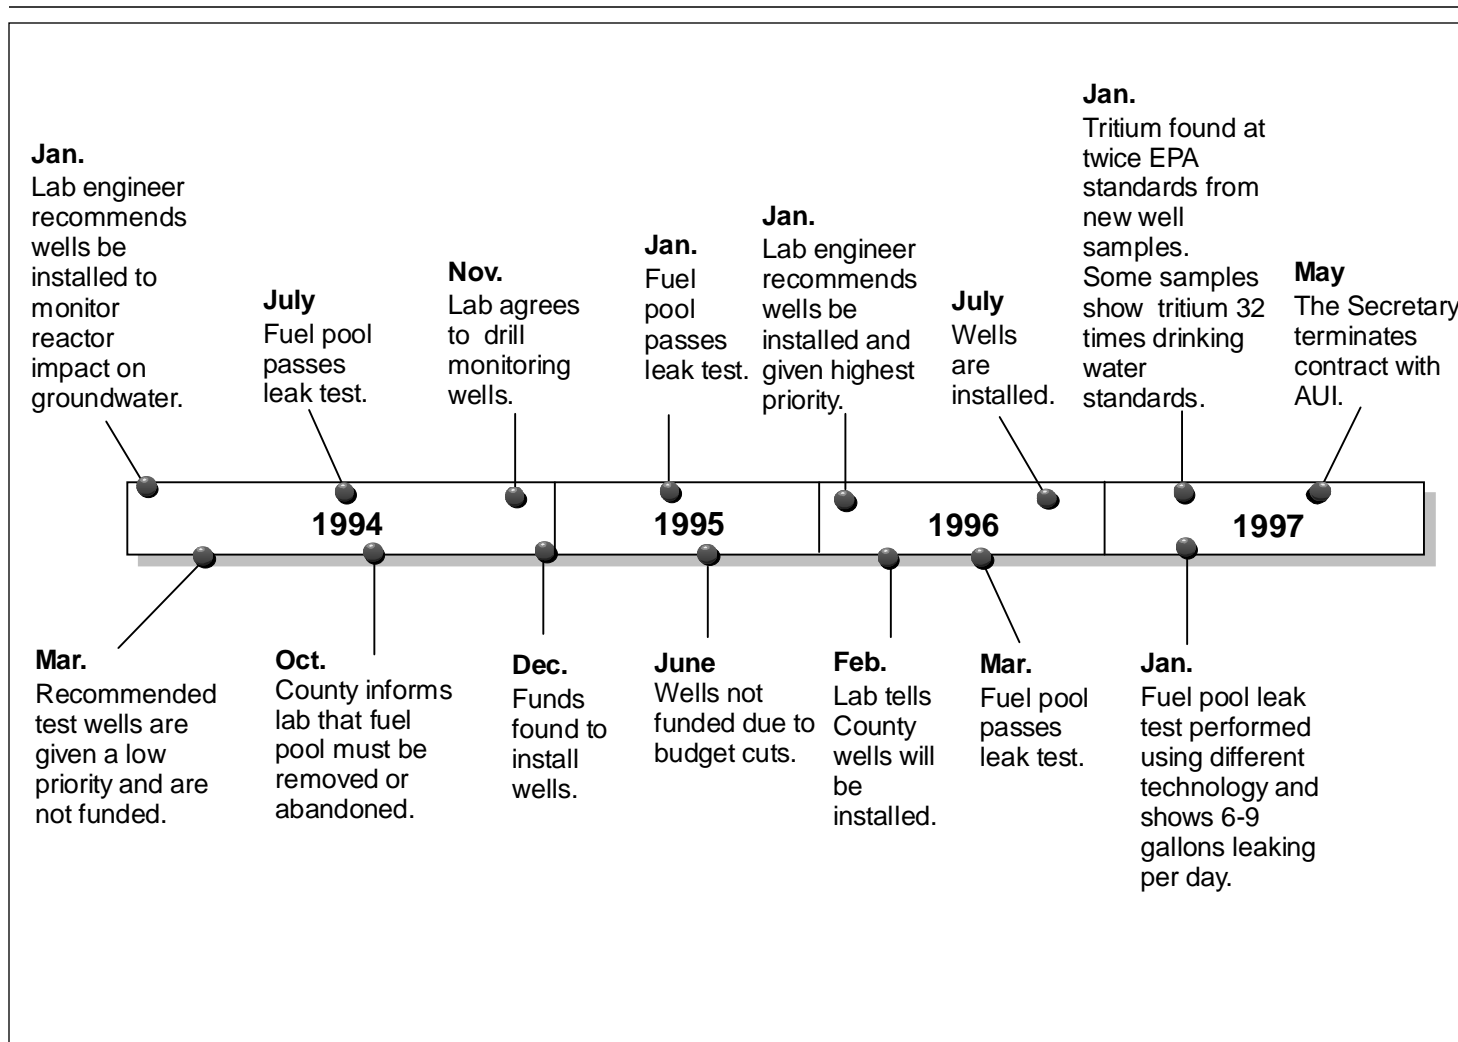 Jan.
Lab engineer
recommends
wells be
installed to
monitor
reactor
impact on
groundwater.
July
Fuel pool
passes
leak test.
Nov.
Lab agrees
to drill
monitoring
wells.
Jan.
Fuel
pool
passes
leak test.
Jan.
Lab engineer
recommends
wells be
installed and
given highest
priority.
July
Wells
are
installed.
Jan.
Tritium found at
twice EPA
standards from
new well
samples.
Some samples
show tritium 32
times drinking
water
standards.
May
The Secretary
terminates
contract with
AUI.
1994
1995
1996
1997
Mar.
Recommended
test wells are
given a low
priority and are
not funded.
Oct.
County informs
lab that fuel
pool must be
removed or
abandoned.
Dec.
Funds
found to
install
wells.
June
Wells not
funded due to
budget cuts.
Feb.
Lab tells
County
wells will
be
installed.
Mar.
Fuel pool
passes
leak test.
Jan.
Fuel pool leak
test performed
using different
technology and
shows 6-9
gallons leaking
per day.